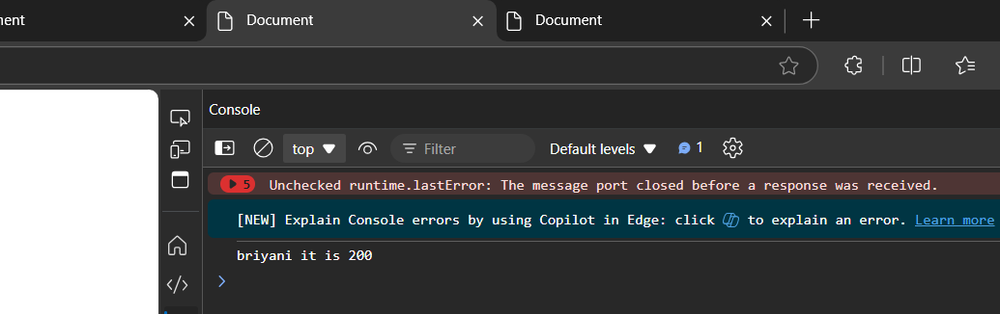 ment
Document
Document
Console
top
Filter
Default levels
1
5
Unchecked runtime.lastError: The message port closed before a response was received.
[NEW] Explain Console errors by using Copilot in Edge: click to explain an error. Learn more
briyani it is 200